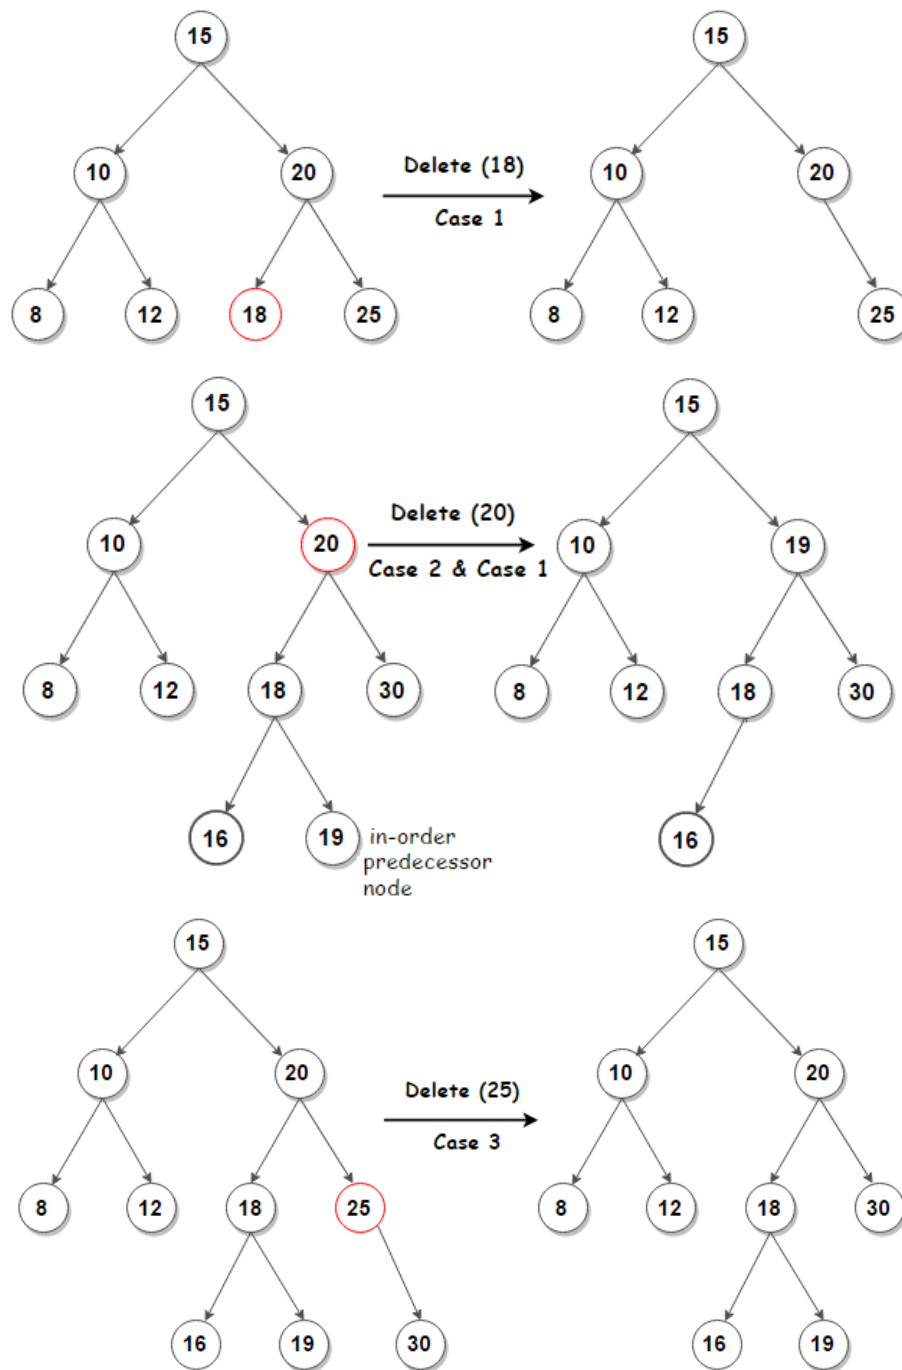 15 15
10 20 Delete (18) 10 20
Case 1
8 12 18 25 8 12 25
15 15
10 20 Delete (20) 10 19
Case 2 & Case 1
8 12 18 30 8 12 18 30
16 19 in-order 16
predecessor
node
15 15
10 20 Delete (25) 10 20
Case 3
8 12 18 25 8 12 18 30
16 19 30 16 19